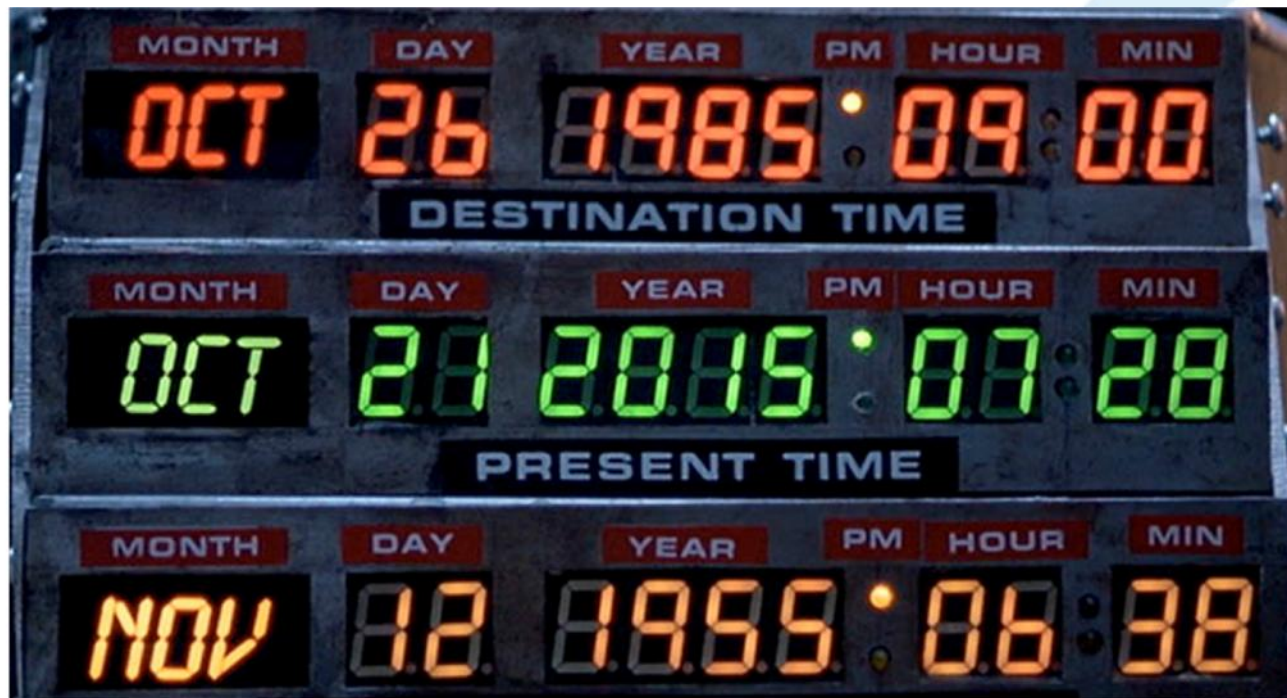 MONTH DAY YEAR PM HOUR MIN
OCT 26 1985 09 00
DESTINATION TIME
MONTH DAY YEAR PM HOUR MIN
OCT 21 2015 07 28
PRESENT TIME
MONTH DAY YEAR PM HOUR MIN
NOV 12 1955 06 38